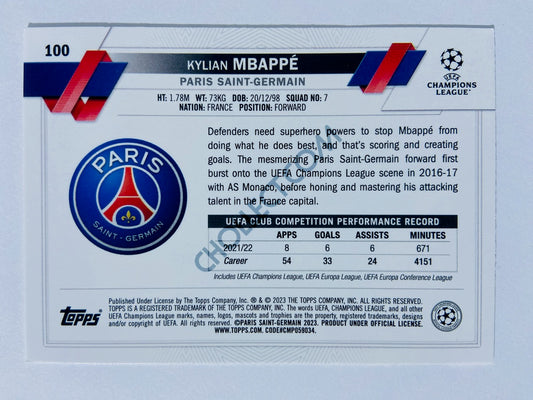 100
KYLIAN MBAPPÉ
PARIS SAINT-GERMAIN
HT: 1.78M WT: 73KG DOB: 20/12/98 SQUAD NO: 7
NATION: FRANCE POSITION: FORWARD
UEFA
CHAMPIONS
LEAGUE
PARIS
SAINT-GERMAIN
Defenders need superhero powers to stop Mbappé from
doing what he does best, and that's scoring and creating
goals. The mesmerizing Paris Saint-Germain forward first
burst onto the UEFA Champions League scene in 2016-17
with AS Monaco, before honing and mastering his attacking
talent in the France capital.
UEFA CLUB COMPETITION PERFORMANCE RECORD
APPS GOALS ASSISTS MINUTES
2021/22 8 6 6 671
Career 54 33 24 4151
Includes UEFA Champions League, UEFA Europa League, UEFA Europa Conference League
CHOLLECT.COM
Topps
Published Under License by The Topps Company, Inc. ® & © 2023 THE TOPPS COMPANY, INC. ALL RIGHTS RESERVED.
TOPPS IS A REGISTERED TRADEMARK OF THE TOPPS COMPANY, INC. The words UEFA, CHAMPIONS LEAGUE, and all other
UEFA Champions League marks, names, logos, mascots and trophy are the property, registered trademarks, designs
and/or copyright of UEFA. All rights reserved. ©PARIS SAINT-GERMAIN 2023. PRODUCT UNDER OFFICIAL LICENSE.
WWW.TOPPS.COM. CODE#CMP059034.